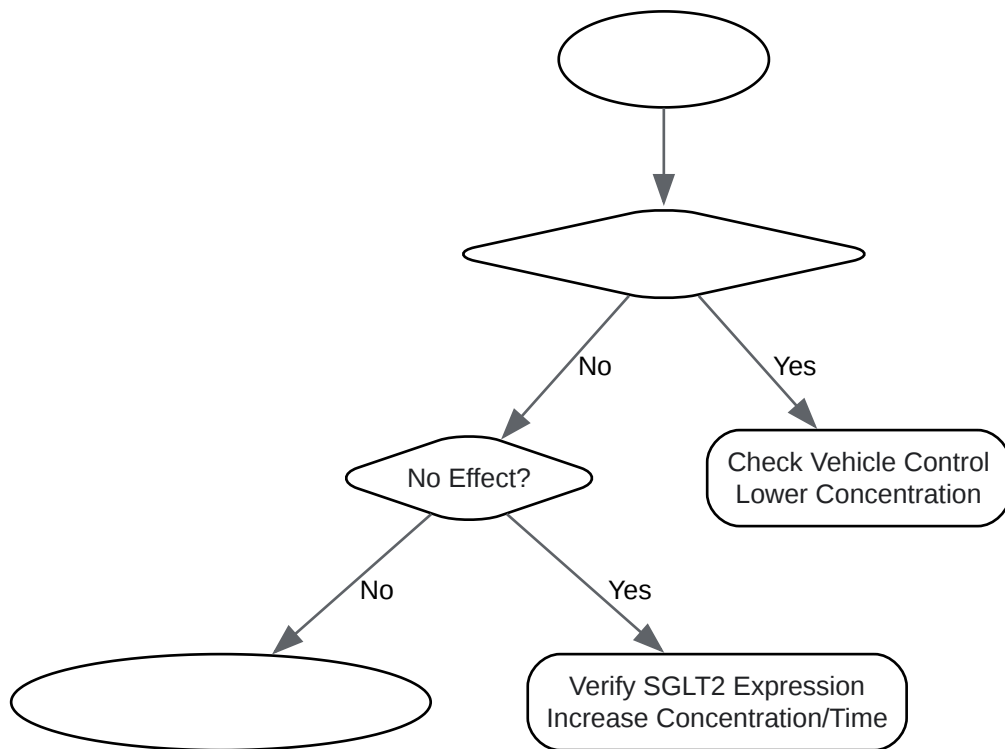 No
Yes
No Effect?
Check Vehicle Control
Lower Concentration
No
Yes
Verify SGLT2 Expression
Increase Concentration/Time